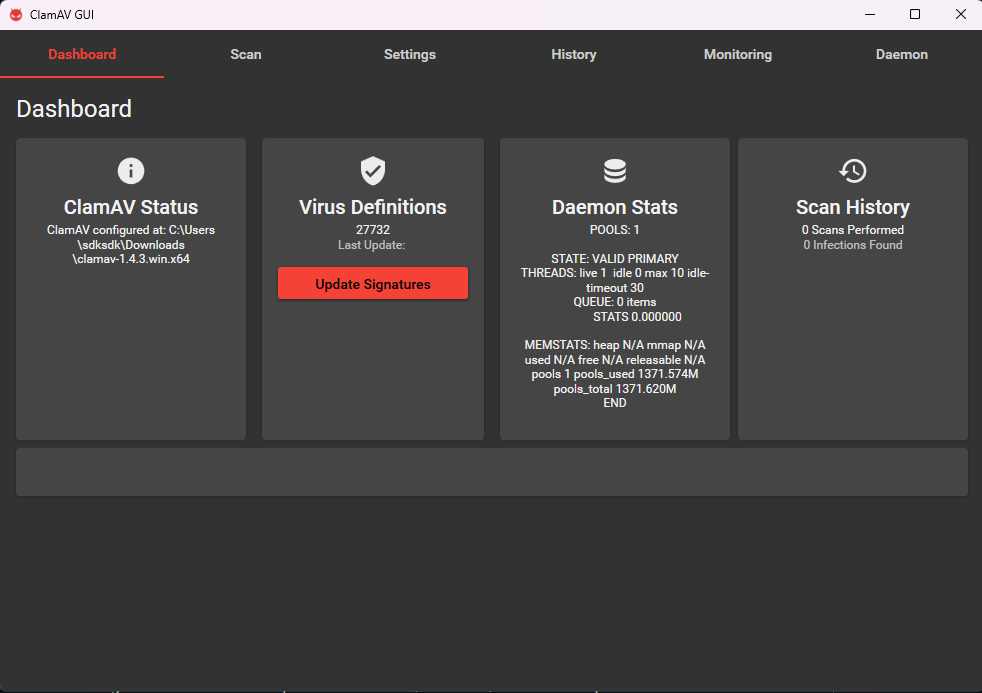 ClamAV GUI
Dashboard
Scan
Settings
History
Monitoring
Daemon
Dashboard
ClamAV Status
ClamAV configured at: C:\Users
\sdksdk\Downloads
\clamav-1.4.3.win.x64
Virus Definitions
27732
Last Update:
Update Signatures
Daemon Stats
POOLS: 1
STATE: VALID PRIMARY
THREADS: live 1  idle 0 max 10 idle-
timeout 30
QUEUE: 0 items
STATS 0.000000
MEMSTATS: heap N/A mmap N/A
used N/A free N/A releasable N/A
pools 1 pools_used 1371.574M
pools_total 1371.620M
END
Scan History
0 Scans Performed
0 Infections Found